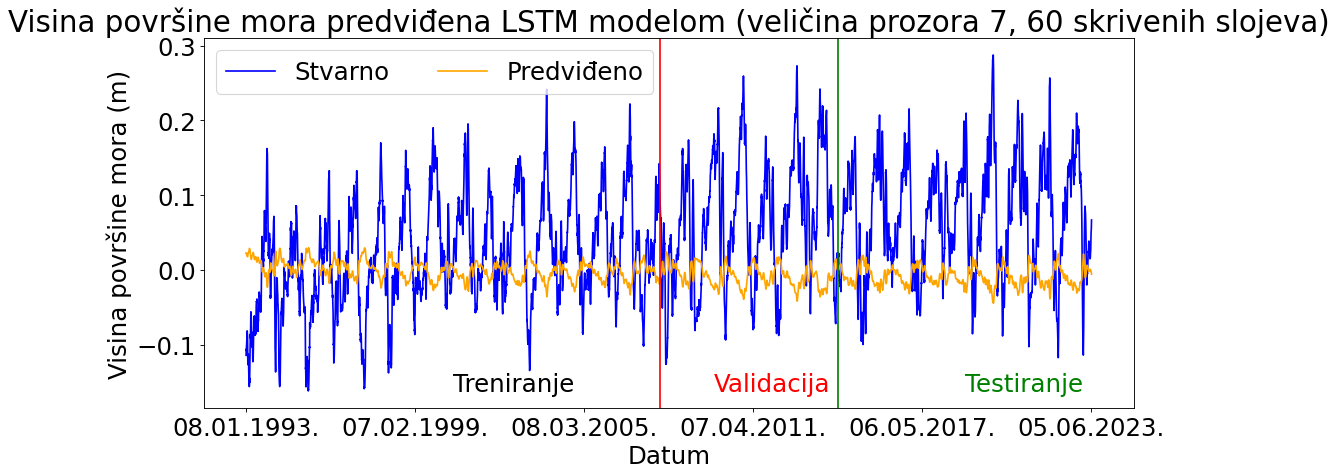 Visina površine mora predviđena LSTM modelom (veličina prozora 7, 60 skrivenih slojeva)
Stvarno Predviđeno
Visina površine mora (m)
0.3
0.2
0.1
0.0
−0.1
Treniranje Validacija Testiranje
08.01.1993. 07.02.1999. 08.03.2005. 07.04.2011. 06.05.2017. 05.06.2023.
Datum